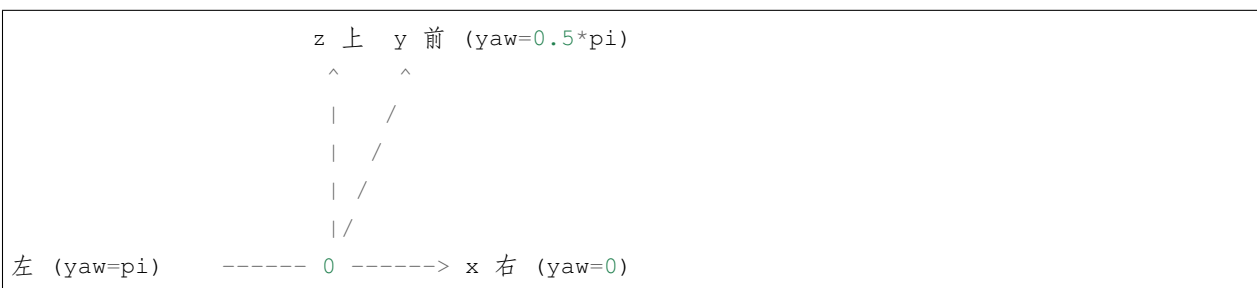 z 上 y 前 (yaw=0.5*pi)
^ ^
| /
| /
| /
|/
左 (yaw=pi) ------ 0 ------> x 右 (yaw=0)